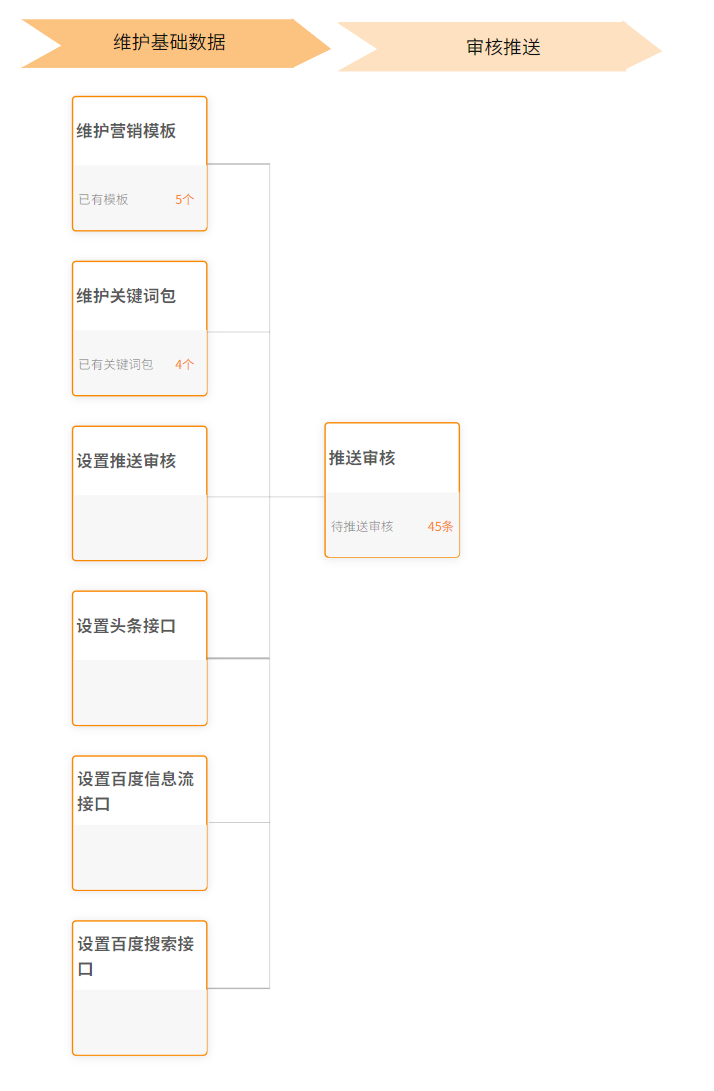 维护基础数据
审核推送
维护营销模板
已有模板 5个
维护关键词包
已有关键词包 4个
设置推送审核
推送审核
待推送审核 45条
设置头条接口
设置百度信息流
接口
设置百度搜索接
口